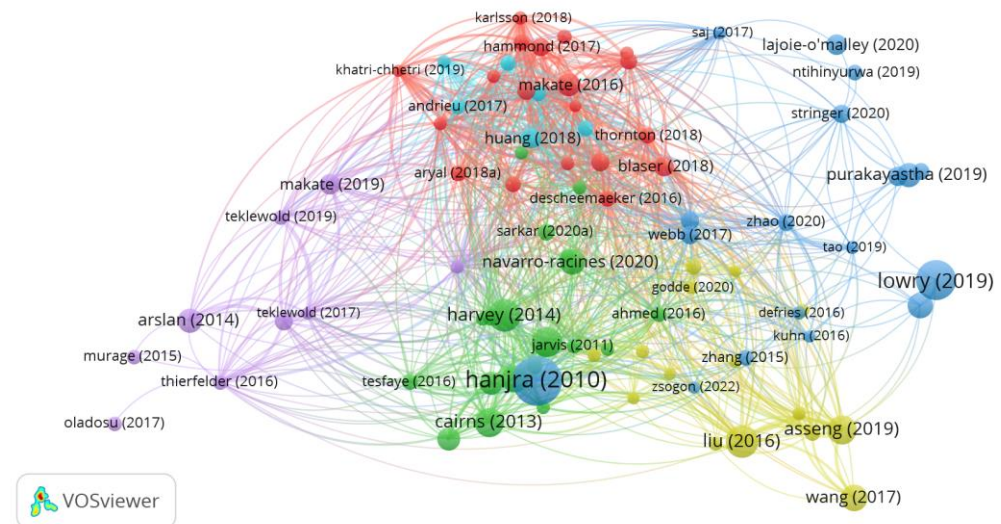 karlsson (2018)
saj (2017)
hammond (2017)
lajoie-o'malley (2020)
khatri-chhetri (2019)
ntihinyurwa (2019)
makate (2016)
andrieu (2017)
stringer (2020)
huang (2018)
thornton (2018)
blaser (2018)
aryal (2018a)
purakayastha (2019)
makate (2019)
descheemaeker (2016)
teklewold (2019)
zhao (2020)
sarkar (2020a)
webb (2017)
tao (2019)
navarro-racines (2020)
lowry (2019)
godde (2020)
arslan (2014)
teklewold (2017)
harvey (2014)
ahmed (2016)
defries (2016)
kuhn (2016)
jarvis (2011)
murage (2015)
zhang (2015)
thierfelder (2016)
tesfaye (2016)
hanjra (2010)
zsogon (2022)
oladosu (2017)
cairns (2013)
asseng (2019)
liu (2016)
wang (2017)
VOSviewer